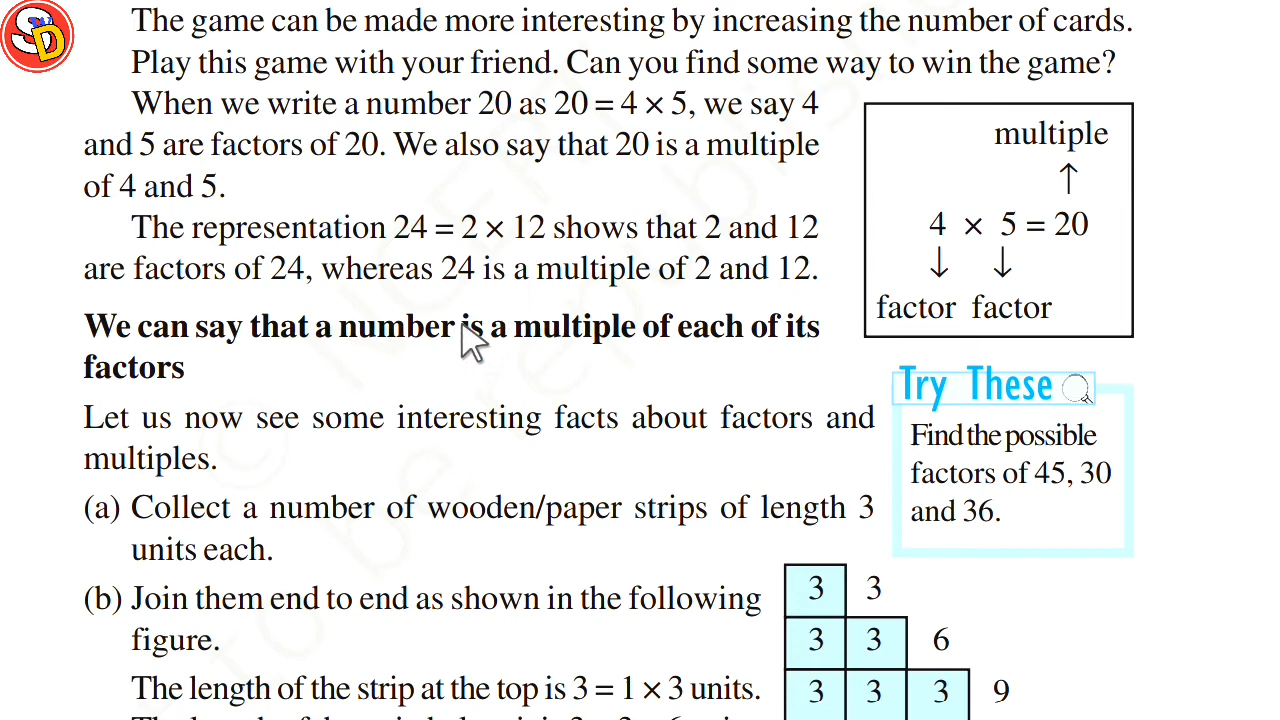 The game can be made more interesting by increasing the number of cards.
Play this game with your friend. Can you find some way to win the game?
When we write a number 20 as 20 = 4 × 5, we say 4
and 5 are factors of 20. We also say that 20 is a multiple
of 4 and 5.
The representation 24 = 2 × 12 shows that 2 and 12
are factors of 24, whereas 24 is a multiple of 2 and 12.
multiple
↑
4 × 5 = 20
↓ ↓
factor factor
We can say that a number is a multiple of each of its
factors
Let us now see some interesting facts about factors and
multiples.
(a) Collect a number of wooden/paper strips of length 3
units each.
Try These
Find the possible
factors of 45, 30
and 36.
(b) Join them end to end as shown in the following
figure.
The length of the strip at the top is 3 = 1 × 3 units.
3 3
3 3 6
3 3 3 9
SD